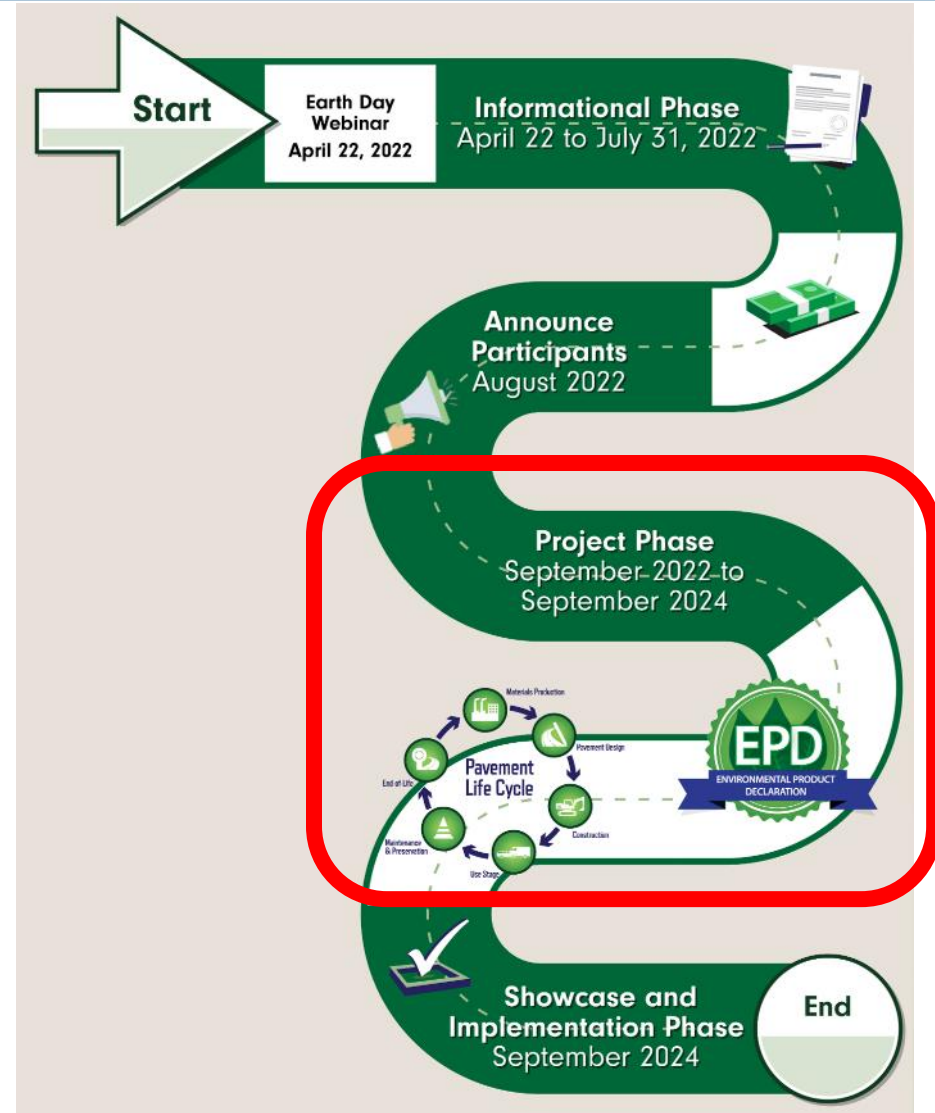 Start
Earth Day
Webinar
April 22, 2022
Informational Phase
April 22 to July 31, 2022
Announce
Participants
August 2022
Project Phase
September 2022 to
September 2024
Materials Production
Pavement Design
Construction
Use Stage
Maintenance
& Preservation
End of Life
Pavement
Life Cycle
EPD
ENVIRONMENTAL PRODUCT
DECLARATION
Showcase and
Implementation Phase
September 2024
End